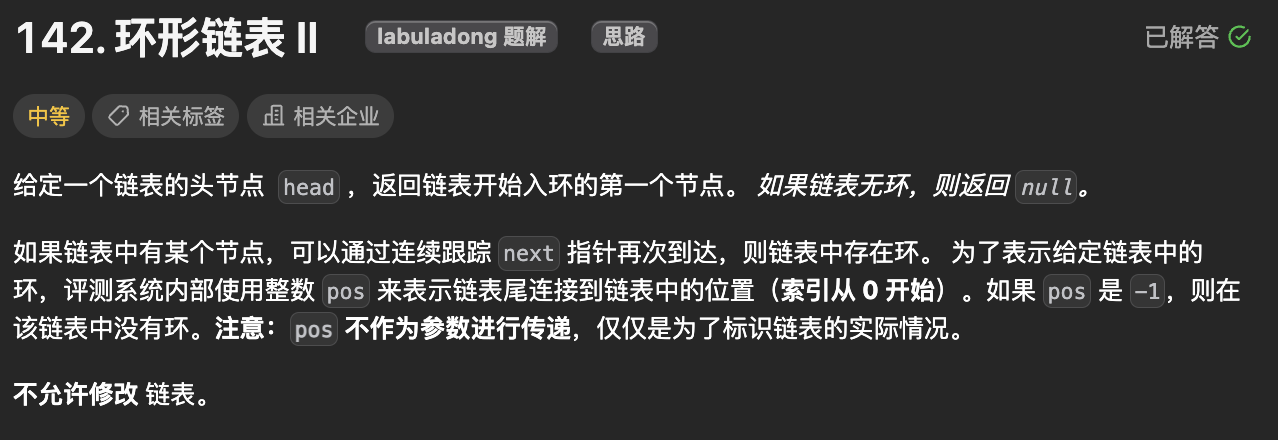 142. 环形链表 II labuladong 题解 思路 已解答
中等 相关标签 相关企业
给定一个链表的头节点 head ，返回链表开始入环的第一个节点。 如果链表无环，则返回 null。
如果链表中有某个节点，可以通过连续跟踪 next 指针再次到达，则链表中存在环。 为了表示给定链表中的
环，评测系统内部使用整数 pos 来表示链表尾连接到链表中的位置（索引从 0 开始）。如果 pos 是 -1，则在
该链表中没有环。注意：pos 不作为参数进行传递，仅仅是为了标识链表的实际情况。
不允许修改 链表。